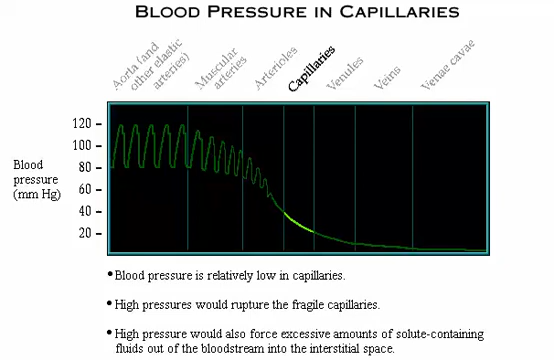 BLOOD PRESSURE IN CAPILLARIES
Aorta (and
other elastic
arteries)
Muscular
arteries
Arterioles
Capillaries
Venules
Veins
Venae cavae
120
100
80
60
40
20
Blood
pressure
(mm Hg)
• Blood pressure is relatively low in capillaries.
• High pressures would rupture the fragile capillaries.
• High pressure would also force excessive amounts of solute-containing
fluids out of the bloodstream into the interstitial space.